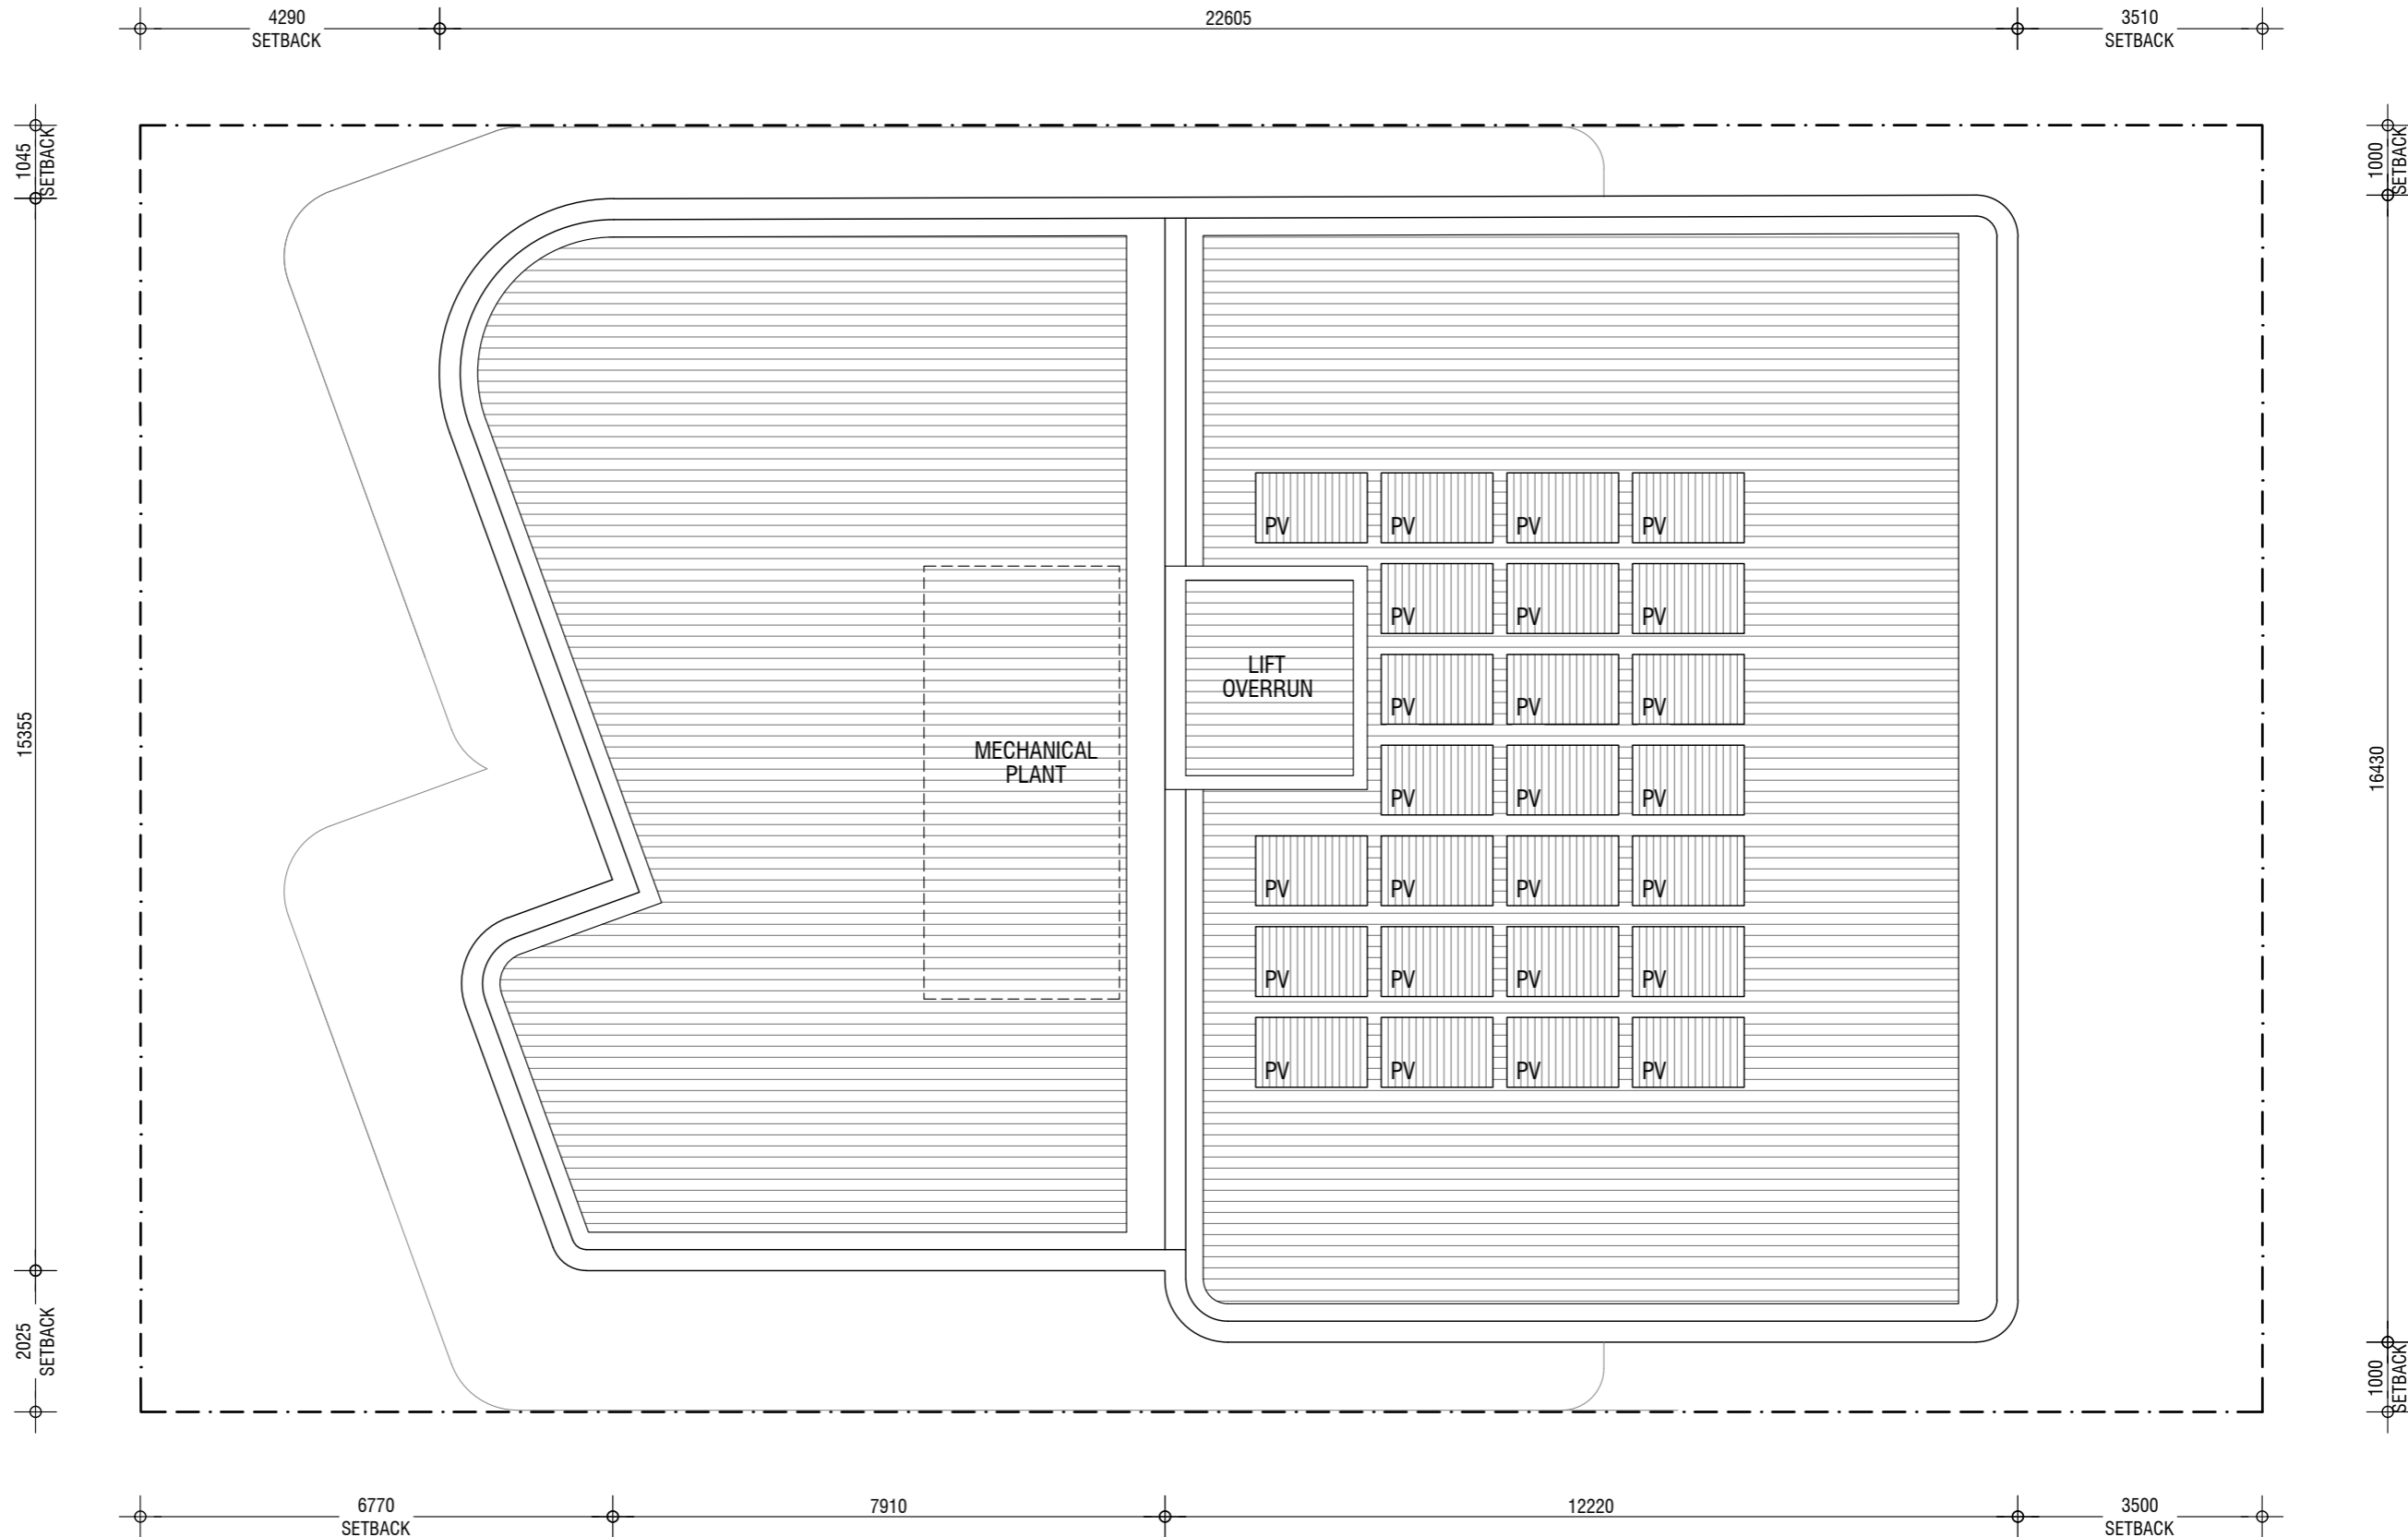 4290
SETBACK
22605
3510
SETBACK
1045
SETBACK
1000
SETBACK
PV PV PV PV
PV PV PV
LIFT
OVERRUN
PV PV PV
MECHANICAL
PLANT
15355
16430
PV PV PV
PV PV PV PV
PV PV PV PV
PV PV PV PV
2025
SETBACK
1000
SETBACK
6770
SETBACK
7910
12220
3500
SETBACK